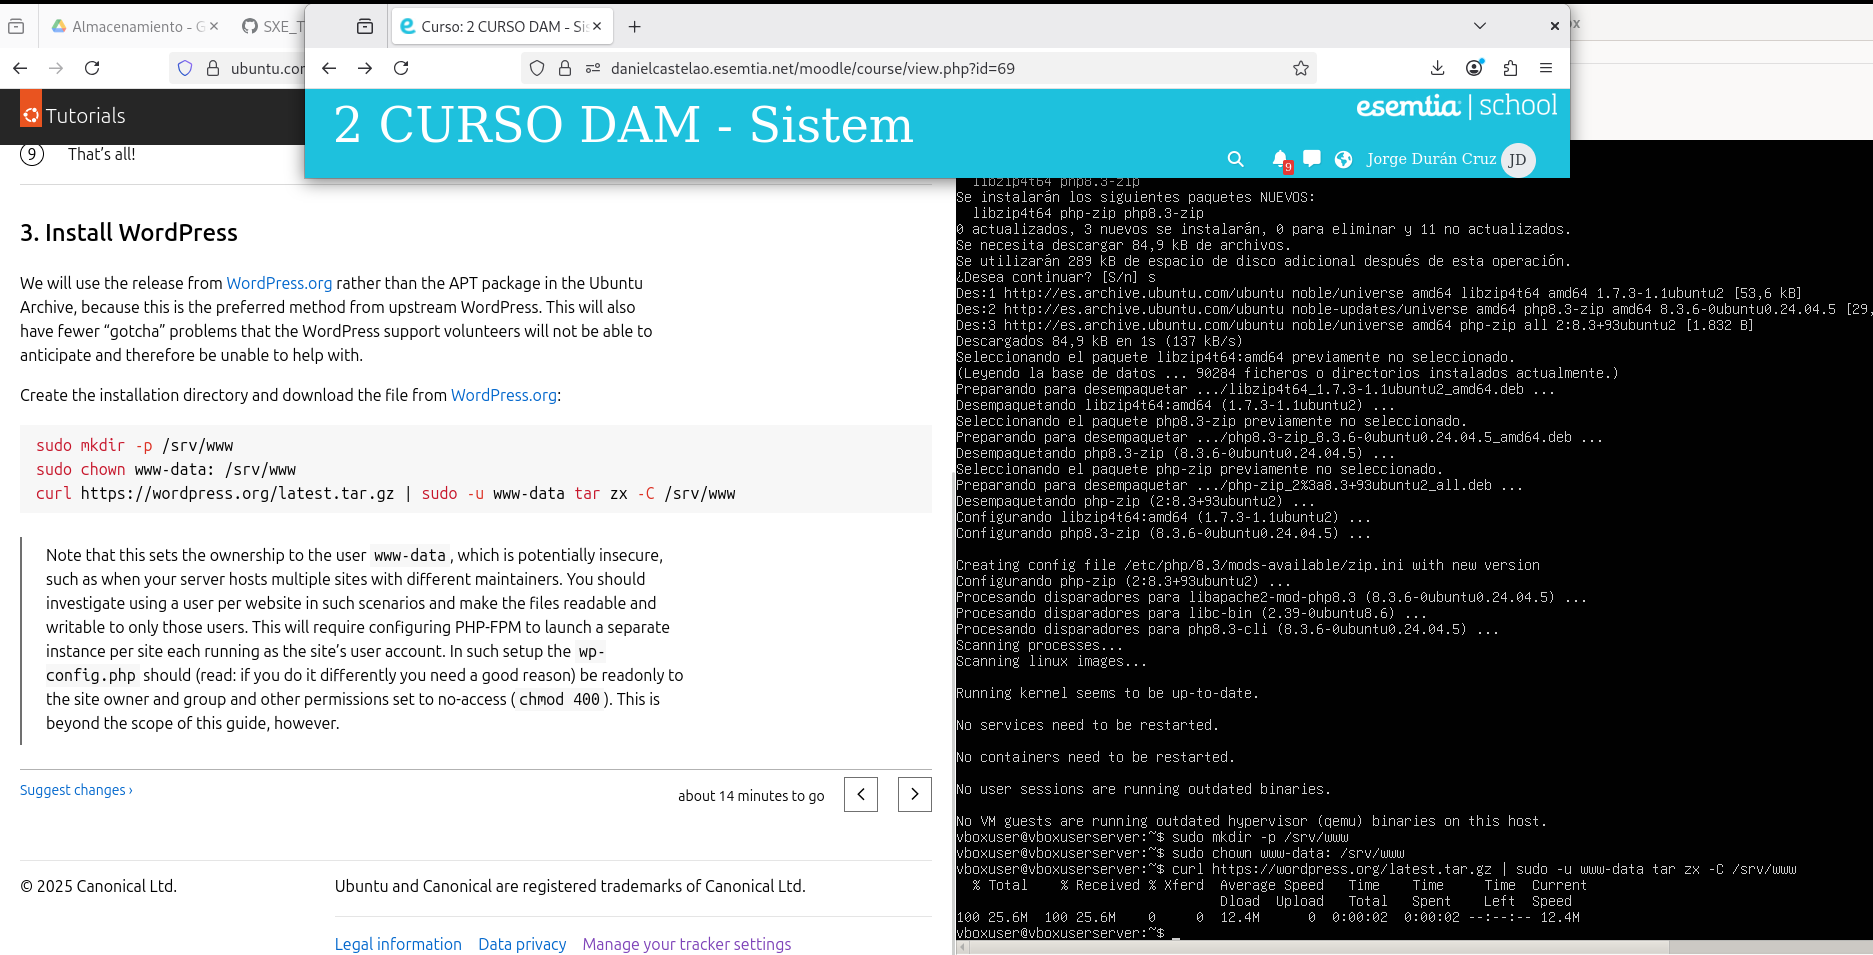 Almacenamiento - G
SXE_T
Curso: 2 CURSO DAM - Sis
ubuntu.com
danielcastelao.esemtia.net/moodle/course/view.php?id=69
2 CURSO DAM - Sistem
esemtia | school
9
Jorge Durán Cruz
JD
Tutorials
9 That's all!
3. Install WordPress
We will use the release from WordPress.org rather than the APT package in the Ubuntu
Archive, because this is the preferred method from upstream WordPress. This will also
have fewer “gotcha” problems that the WordPress support volunteers will not be able to
anticipate and therefore be unable to help with.
Create the installation directory and download the file from WordPress.org:
sudo mkdir -p /srv/www
sudo chown www-data: /srv/www
curl https://wordpress.org/latest.tar.gz | sudo -u www-data tar zx -C /srv/www
Note that this sets the ownership to the user www-data, which is potentially insecure,
such as when your server hosts multiple sites with different maintainers. You should
investigate using a user per website in such scenarios and make the files readable and
writable to only those users. This will require configuring PHP-FPM to launch a separate
instance per site each running as the site’s user account. In such setup the wp-
config.php should (read: if you do it differently you need a good reason) be readonly to
the site owner and group and other permissions set to no-access (chmod 400). This is
beyond the scope of this guide, however.
Suggest changes ›
about 14 minutes to go
© 2025 Canonical Ltd.
Ubuntu and Canonical are registered trademarks of Canonical Ltd.
Legal information Data privacy Manage your tracker settings
libzip4t64 php8.3-zip
Se instalarán los siguientes paquetes NUEVOS:
libzip4t64 php-zip php8.3-zip
0 actualizados, 3 nuevos se instalarán, 0 para eliminar y 11 no actualizados.
Se necesita descargar 84,9 kB de archivos.
Se utilizarán 289 kB de espacio de disco adicional después de esta operación.
¿Desea continuar? [S/n] s
Des:1 http://es.archive.ubuntu.com/ubuntu noble/universe amd64 libzip4t64 amd64 1.7.3-1.1ubuntu2 [53,6 kB]
Des:2 http://es.archive.ubuntu.com/ubuntu noble-updates/universe amd64 php8.3-zip amd64 8.3.6-0ubuntu0.24.04.5 [29,
Des:3 http://es.archive.ubuntu.com/ubuntu noble/universe amd64 php-zip all 2:8.3+93ubuntu2 [1.832 B]
Descargados 84,9 kB en 1s (137 kB/s)
Seleccionando el paquete libzip4t64:amd64 previamente no seleccionado.
(Leyendo la base de datos ... 90284 ficheros o directorios instalados actualmente.)
Preparando para desempaquetar .../libzip4t64_1.7.3-1.1ubuntu2_amd64.deb ...
Desempaquetando libzip4t64:amd64 (1.7.3-1.1ubuntu2) ...
Seleccionando el paquete php8.3-zip previamente no seleccionado.
Preparando para desempaquetar .../php8.3-zip_8.3.6-0ubuntu0.24.04.5_amd64.deb ...
Desempaquetando php8.3-zip (8.3.6-0ubuntu0.24.04.5) ...
Seleccionando el paquete php-zip previamente no seleccionado.
Preparando para desempaquetar .../php-zip_2%3a8.3+93ubuntu2_all.deb ...
Desempaquetando php-zip (2:8.3+93ubuntu2) ...
Configurando libzip4t64:amd64 (1.7.3-1.1ubuntu2) ...
Configurando php8.3-zip (8.3.6-0ubuntu0.24.04.5) ...
Creating config file /etc/php/8.3/mods-available/zip.ini with new version
Configurando php-zip (2:8.3+93ubuntu2) ...
Procesando disparadores para libapache2-mod-php8.3 (8.3.6-0ubuntu0.24.04.5) ...
Procesando disparadores para libc-bin (2.39-0ubuntu8.6) ...
Procesando disparadores para php8.3-cli (8.3.6-0ubuntu0.24.04.5) ...
Scanning processes...
Scanning linux images...
Running kernel seems to be up-to-date.
No services need to be restarted.
No containers need to be restarted.
No user sessions are running outdated binaries.
No VM guests are running outdated hypervisor (qemu) binaries on this host.
vboxuser@vboxuserserver:~$ sudo mkdir -p /srv/www
vboxuser@vboxuserserver:~$ sudo chown www-data: /srv/www
vboxuser@vboxuserserver:~$ curl https://wordpress.org/latest.tar.gz | sudo -u www-data tar zx -C /srv/www
% Total % Received % Xferd Average Speed Time Time Time Current
Dload Upload Total Spent Left Speed
100 25.6M 100 25.6M 0 0 12.4M 0 0:00:02 0:00:02 --:--:-- 12.4M
vboxuser@vboxuserserver:~$ _